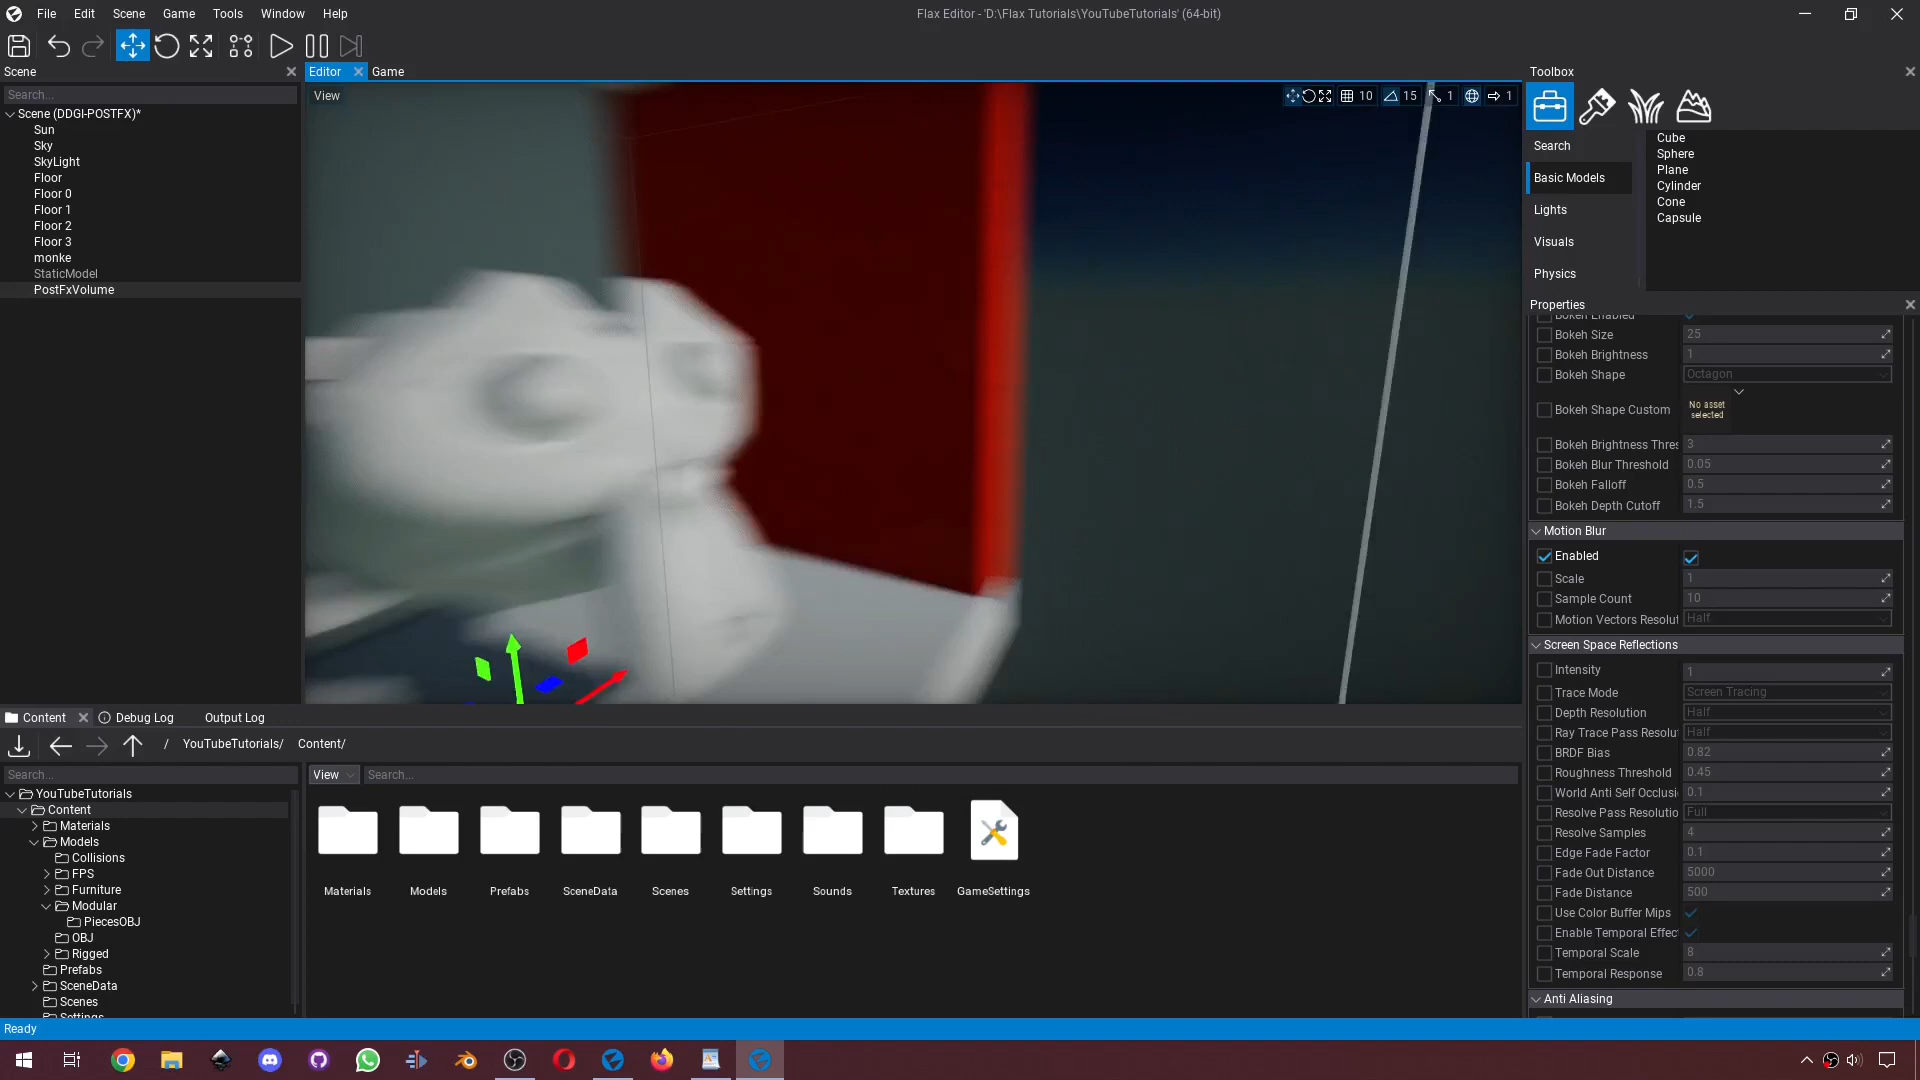 File Edit Scene Game Tools Window Help
Flax Editor - 'D:\Flax Tutorials\YouTubeTutorials' (64-bit)
Scene
Search...
Scene (DDGI-POSTFX)*
Sun
Sky
SkyLight
Floor
Floor 0
Floor 1
Floor 2
Floor 3
monke
StaticModel
PostFxVolume
Editor Game
View
10 15 1 1
Toolbox
Search
Basic Models
Lights
Visuals
Physics
Cube
Sphere
Plane
Cylinder
Cone
Capsule
Properties
Bokeh Enabled
Bokeh Size 25
Bokeh Brightness 1
Bokeh Shape Octagon
Bokeh Shape Custom No asset selected
Bokeh Brightness Thres 3
Bokeh Blur Threshold 0.05
Bokeh Falloff 0.5
Bokeh Depth Cutoff 1.5
Motion Blur
Enabled
Scale 1
Sample Count 10
Motion Vectors Resolut Half
Screen Space Reflections
Intensity 1
Trace Mode Screen Tracing
Depth Resolution Half
Ray Trace Pass Resolut Half
BRDF Bias 0.82
Roughness Threshold 0.45
World Anti Self Occlusi 0.1
Resolve Pass Resolutio Full
Resolve Samples 4
Edge Fade Factor 0.1
Fade Out Distance 5000
Fade Distance 500
Use Color Buffer Mips
Enable Temporal Effec
Temporal Scale 8
Temporal Response 0.8
Anti Aliasing
Content Debug Log Output Log
/ YouTubeTutorials/ Content/
Search...
YouTubeTutorials
Content
Materials
Models
Collisions
FPS
Furniture
Modular
PiecesOBJ
OBJ
Rigged
Prefabs
SceneData
Scenes
Settings
View Search...
Materials Models Prefabs SceneData Scenes Settings Sounds Textures GameSettings
Ready